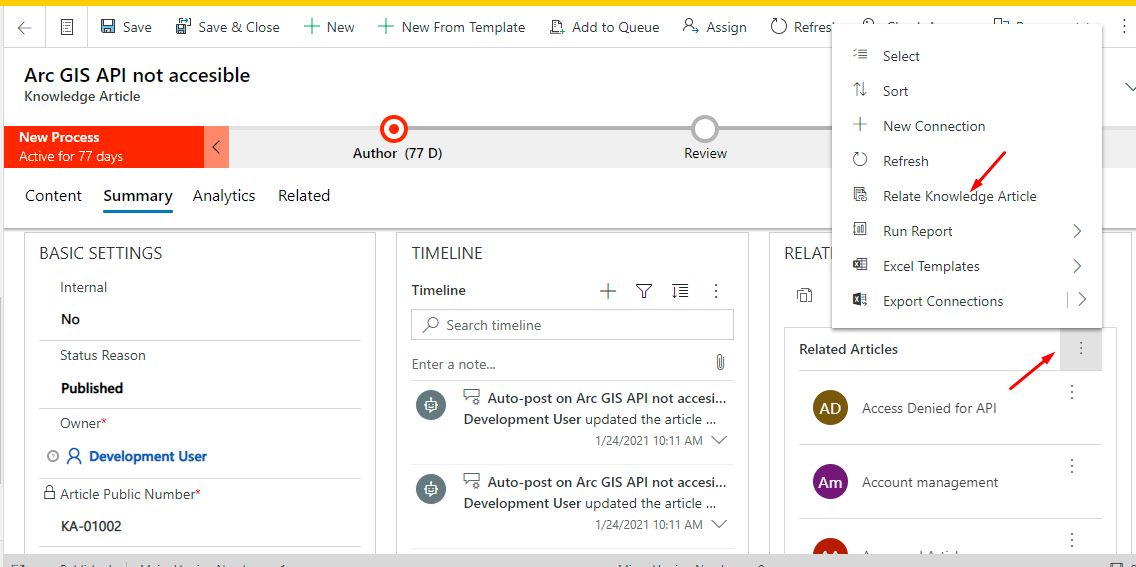 Save
Save & Close
New
New From Template
Add to Queue
Assign
Arc GIS API not accesible
Knowledge Article
New Process
Active for 77 days
Author (77 D)
Review
Content
Summary
Analytics
Related
Select
Sort
New Connection
Refresh
Relate Knowledge Article
Run Report
Excel Templates
Export Connections
BASIC SETTINGS
Internal
No
Status Reason
Published
Owner*
Development User
Article Public Number*
KA-01002
TIMELINE
Timeline
Search timeline
Enter a note...
Auto-post on Arc GIS API not accesi...
Development User updated the article ...
1/24/2021 10:11 AM
Auto-post on Arc GIS API not accesi...
Development User updated the article ...
1/24/2021 10:11 AM
Related Articles
AD
Access Denied for API
Am
Account management